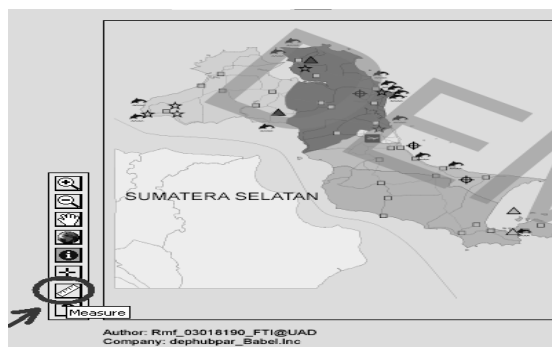 SUMATERA SELATAN
Measure
Author: Rmf_03018190_FTI@UAD
Company: dephubpar_Babel.Inc